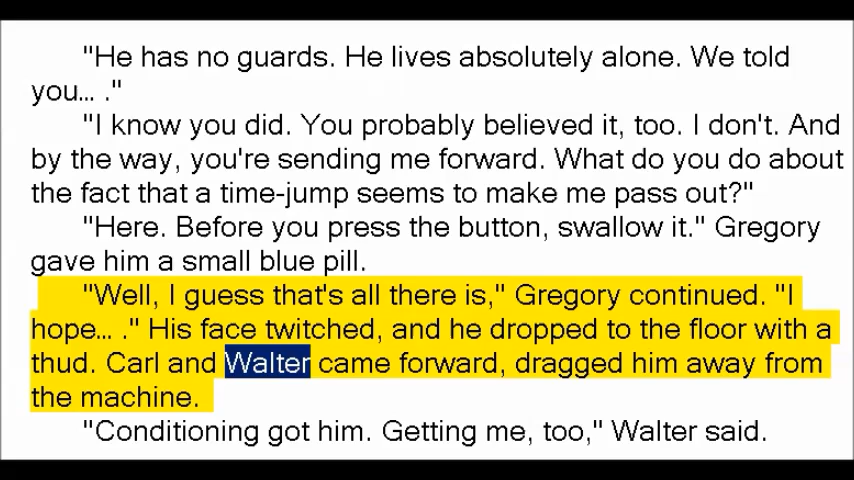 "He has no guards. He lives absolutely alone. We told
you... ."
"I know you did. You probably believed it, too. I don't. And
by the way, you're sending me forward. What do you do about
the fact that a time-jump seems to make me pass out?"
"Here. Before you press the button, swallow it." Gregory
gave him a small blue pill.
"Well, I guess that's all there is," Gregory continued. "I
hope... ." His face twitched, and he dropped to the floor with a
thud. Carl and Walter came forward, dragged him away from
the machine.
"Conditioning got him. Getting me, too," Walter said.